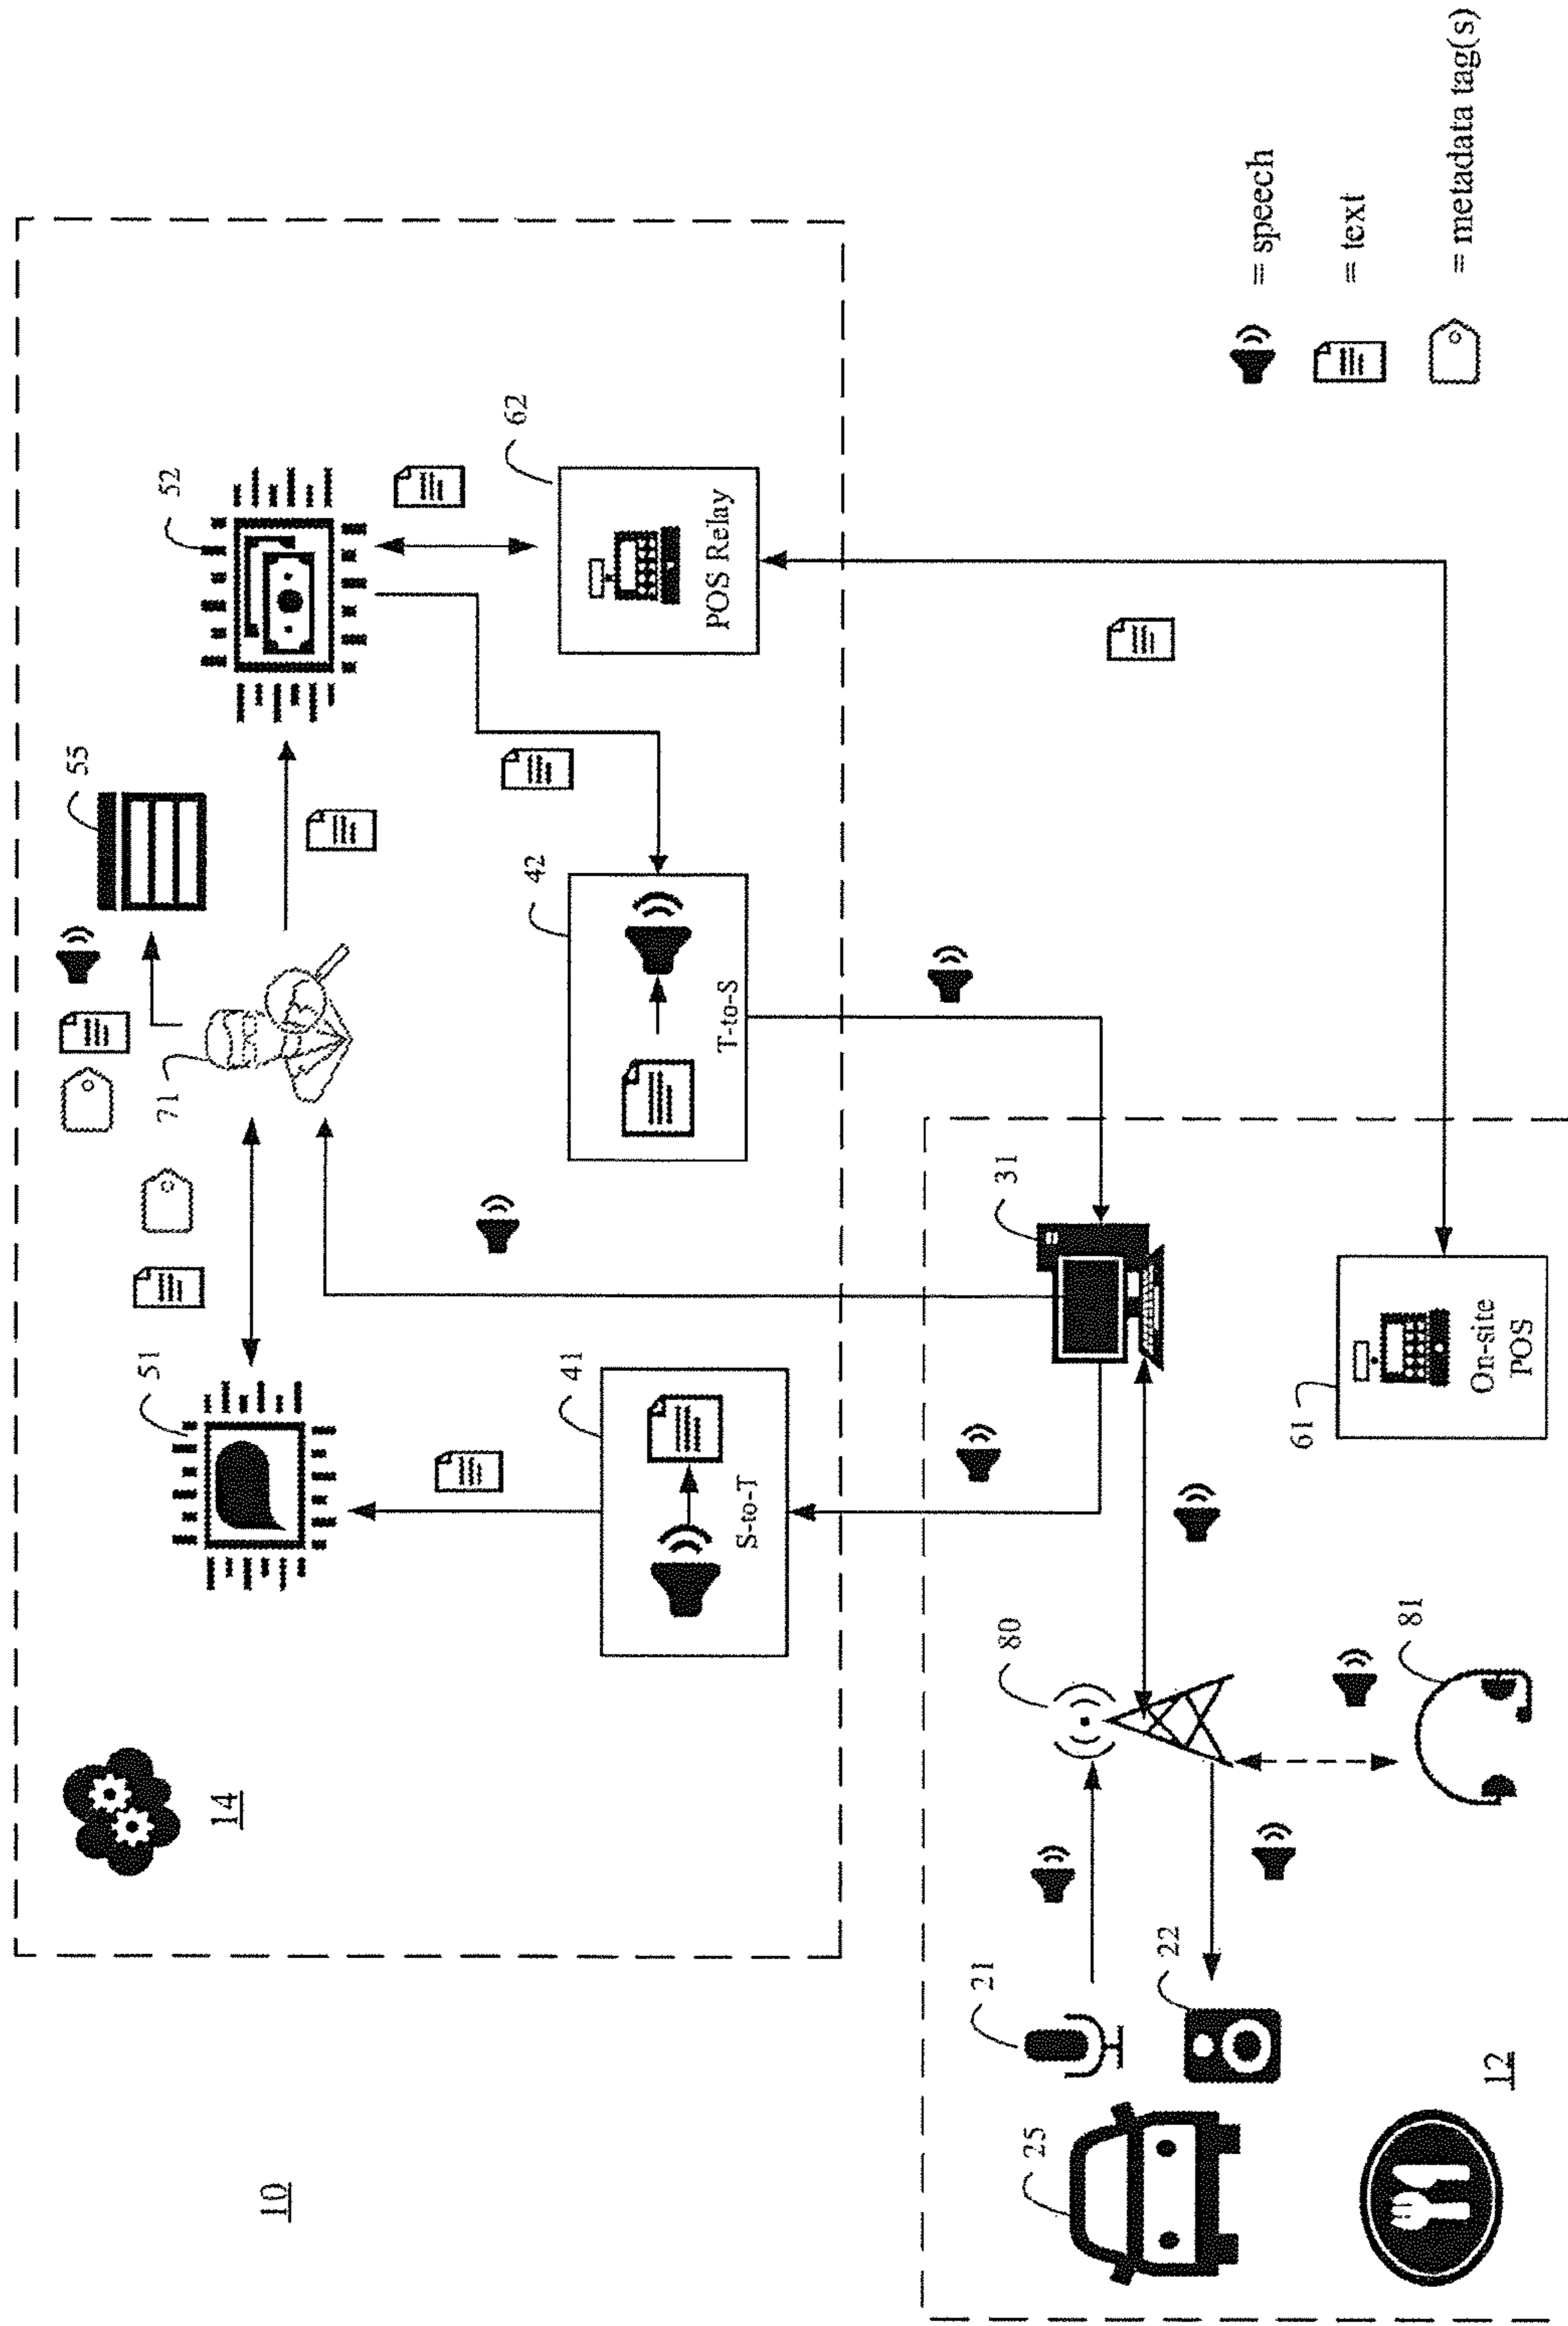 10
14
51
71
55
52
41
S-to-T
42
T-to-S
62
POS Relay
25
21
22
80
31
81
61
On-site
POS
12
= speech
= text
= metadata tag(s)